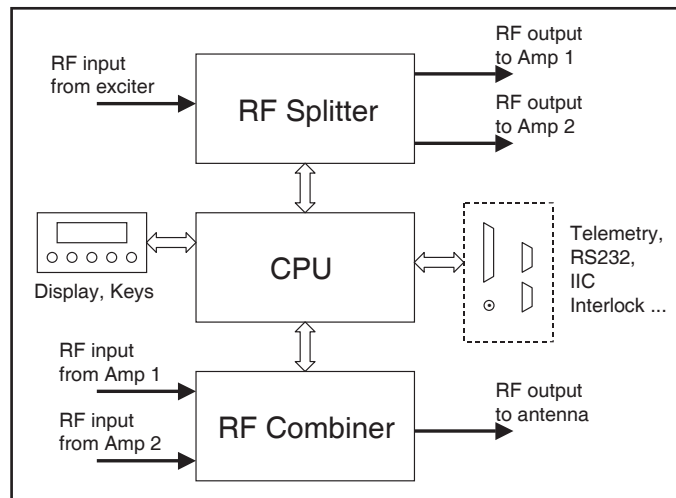 RF input
from exciter
RF Splitter
RF output
to Amp 1
RF output
to Amp 2
Display, Keys
CPU
Telemetry,
RS232,
IIC
Interlock ...
RF input
from Amp 1
RF input
from Amp 2
RF Combiner
RF output
to antenna